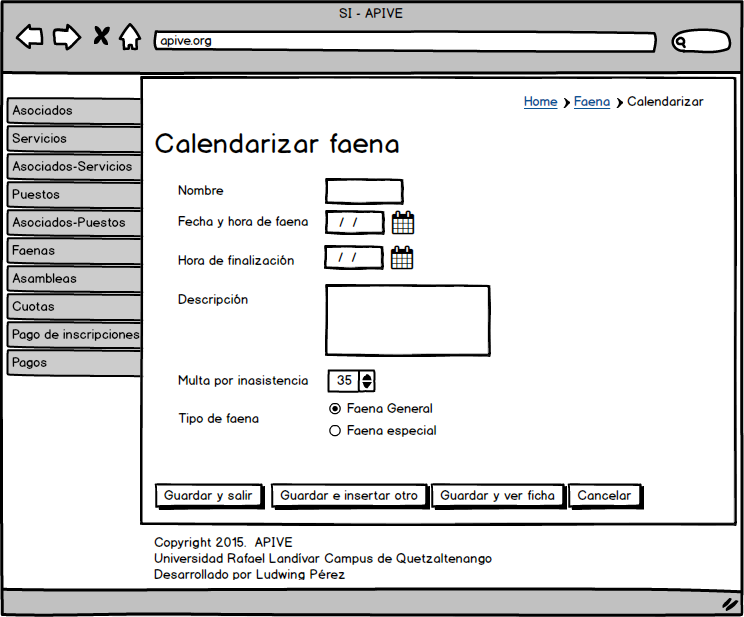 SI - APIVE
apive.org
Home Faena Calendarizar
Asociados
Servicios
Asociados-Servicios
Puestos
Asociados-Puestos
Faenas
Asambleas
Cuotas
Pago de inscripciones
Pagos
Calendarizar faena
Nombre
Fecha y hora de faena / /
Hora de finalización / /
Descripción
Multa por inasistencia 35
Tipo de faena
Faena General
Faena especial
Guardar y salir Guardar e insertar otro Guardar y ver ficha Cancelar
Copyright 2015. APIVE
Universidad Rafael Landívar Campus de Quetzaltenango
Desarrollado por Ludwing Pérez